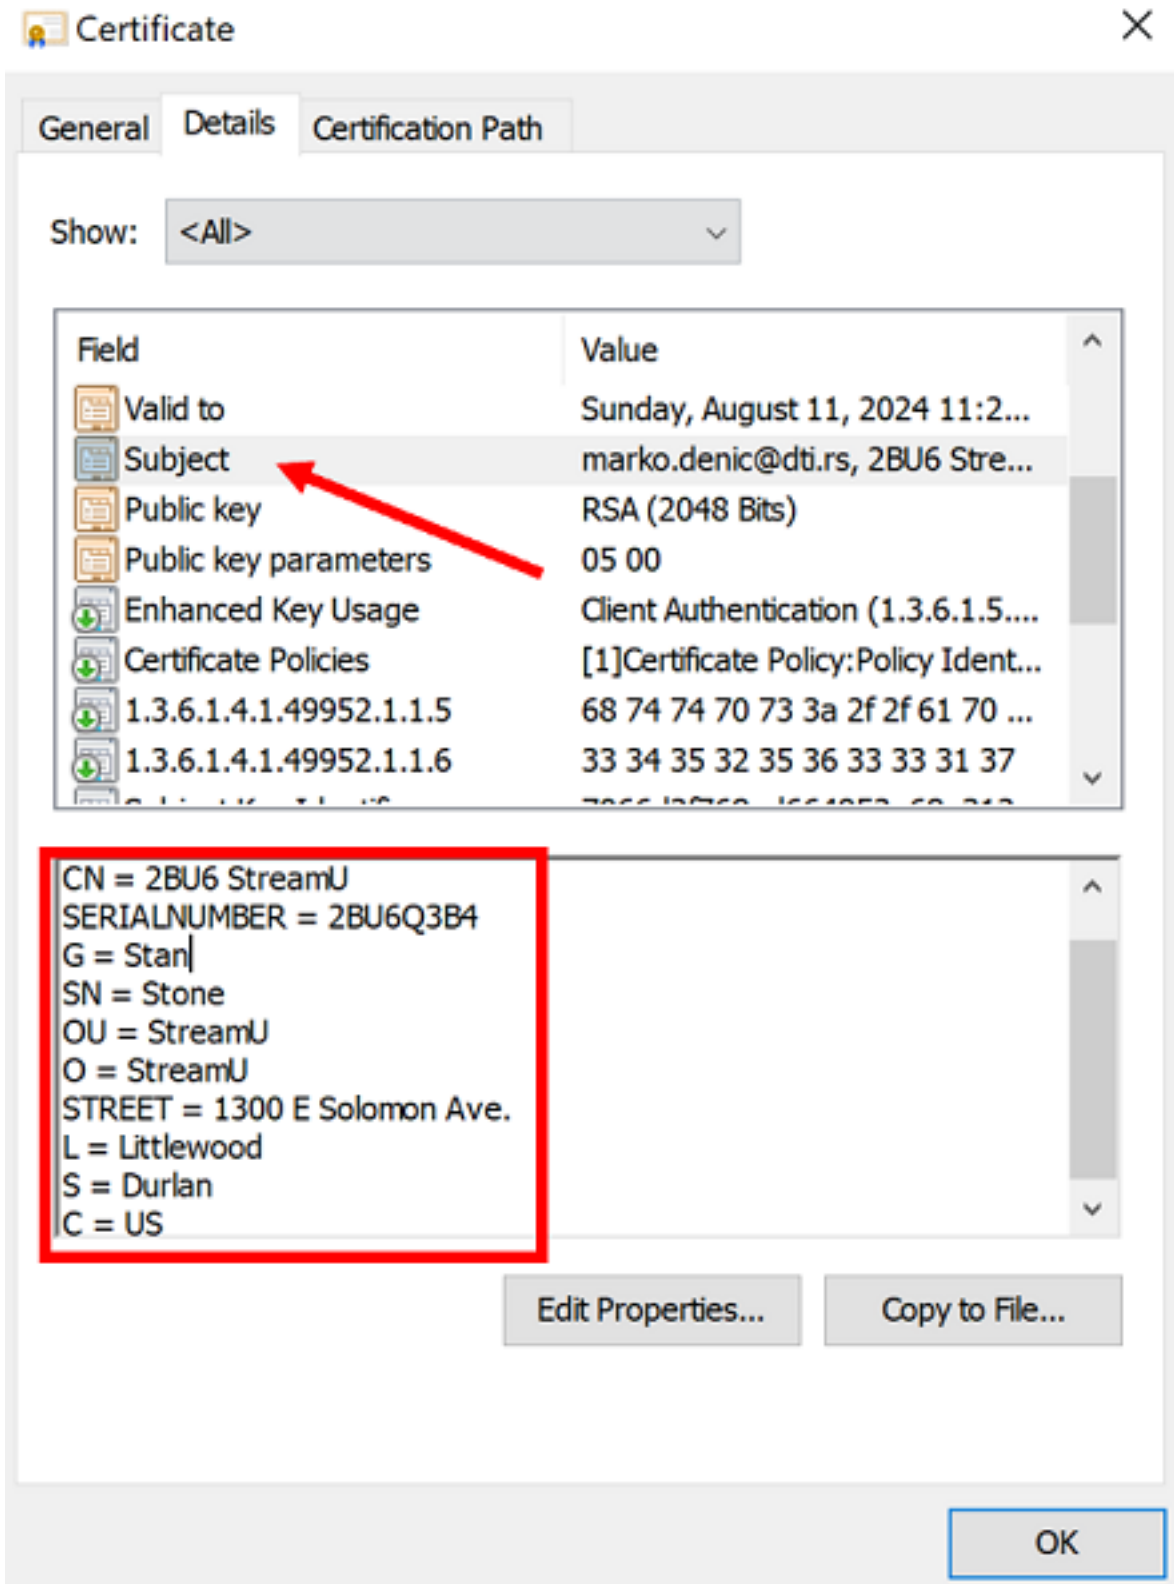 Certificate
General Details Certification Path
Show: <All>
Field Value
Valid to Sunday, August 11, 2024 11:2...
Subject marko.denic@dti.rs, 2BU6 Stre...
Public key RSA (2048 Bits)
Public key parameters 05 00
Enhanced Key Usage Client Authentication (1.3.6.1.5....
Certificate Policies [1]Certificate Policy:Policy Ident...
1.3.6.1.4.1.49952.1.1.5 68 74 74 70 73 3a 2f 2f 61 70 ...
1.3.6.1.4.1.49952.1.1.6 33 34 35 32 35 36 33 33 31 37
CN = 2BU6 StreamU
SERIALNUMBER = 2BU6Q3B4
G = Stan
SN = Stone
OU = StreamU
O = StreamU
STREET = 1300 E Solomon Ave.
L = Littlewood
S = Durlan
C = US
Edit Properties... Copy to File...
OK